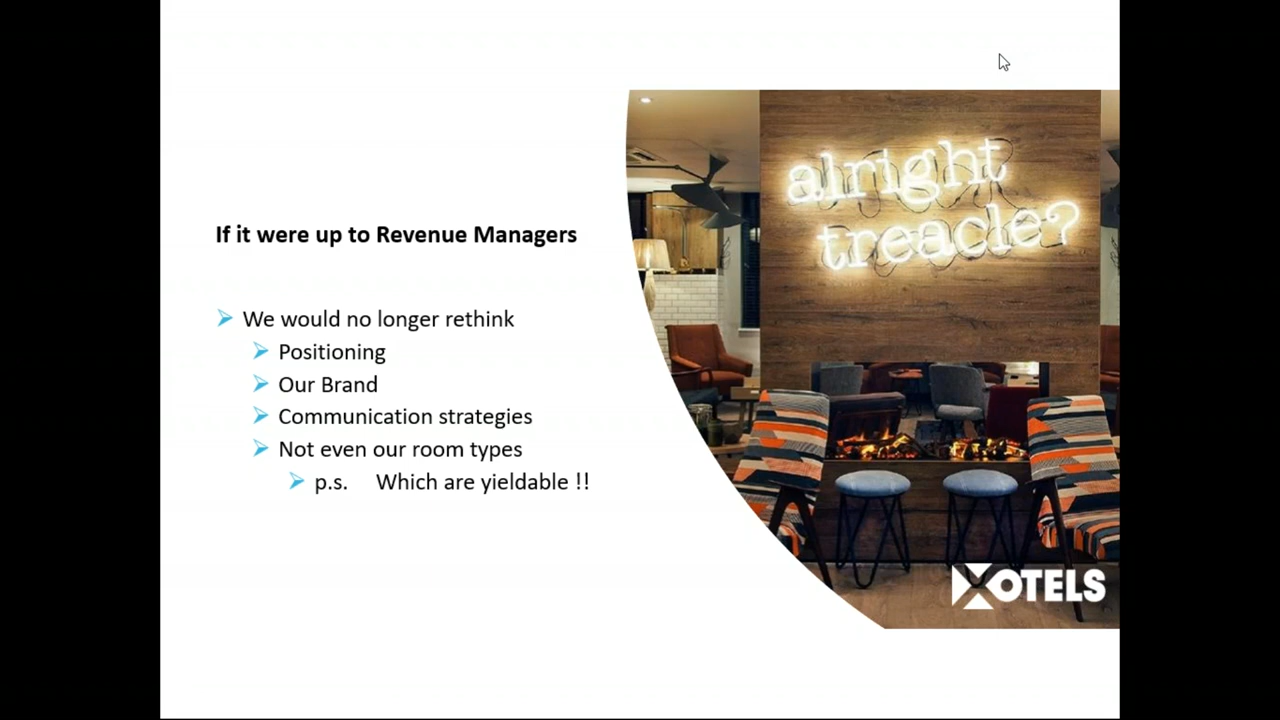 If it were up to Revenue Managers
We would no longer rethink
Positioning
Our Brand
Communication strategies
Not even our room types
p.s. Which are yieldable !!
alright
treacle?
XOTELS